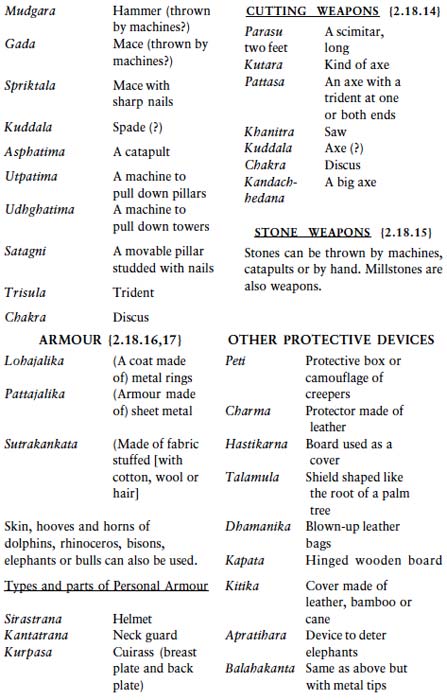 Mudgara Hammer (thrown
by machines?)
Gada Mace (thrown by
machines?)
Spriktala Mace with
sharp nails
Kuddala Spade (?)
Asphatima A catapult
Utpatima A machine to
pull down pillars
Udhghatima A machine to
pull down towers
Satagni A movable pillar
studded with nails
Trisula Trident
Chakra Discus
CUTTING WEAPONS {2.18.14}
Parasu A scimitar,
two feet long
Kutara Kind of axe
Pattasa An axe with a
trident at one
or both ends
Khanitra Saw
Kuddala Axe (?)
Chakra Discus
Kandach- A big axe
hedana
STONE WEAPONS {2.18.15}
Stones can be thrown by machines,
catapults or by hand. Millstones are
also weapons.
ARMOUR {2.18.16,17}
Lohajalika (A coat made
of) metal rings
Pattajalika (Armour made
of) sheet metal
Sutrakankata (Made of fabric
stuffed [with
cotton, wool or
hair]
Skin, hooves and horns of
dolphins, rhinoceros, bisons,
elephants or bulls can also be used.
Types and parts of Personal Armour
Sirastrana Helmet
Kantatrana Neck guard
Kurpasa Cuirass (breast
plate and back
plate)
OTHER PROTECTIVE DEVICES
Peti Protective box or
camouflage of
creepers
Charma Protector made of
leather
Hastikarna Board used as a
cover
Talamula Shield shaped like
the root of a palm
tree
Dhamanika Blown-up leather
bags
Kapata Hinged wooden board
Kitika Cover made of
leather, bamboo or
cane
Apratihara Device to deter
elephants
Balahakanta Same as above but
with metal tips